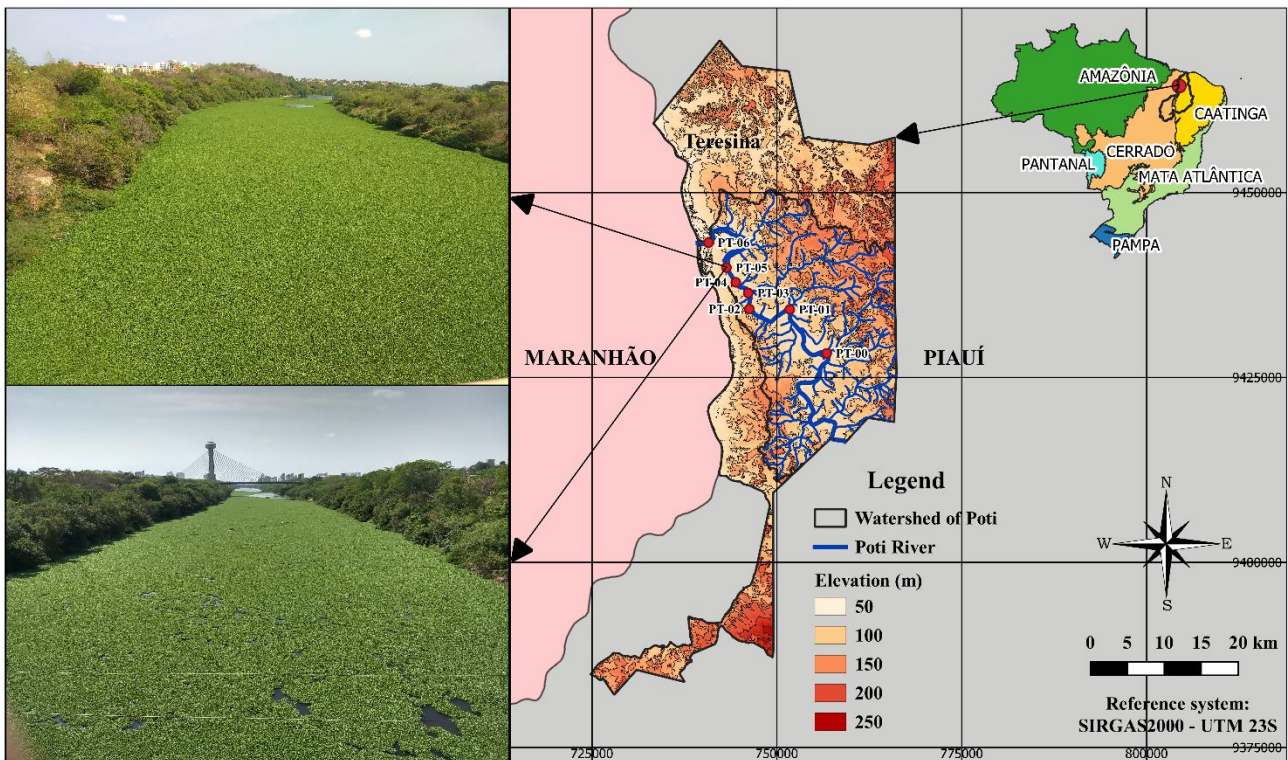 AMAZÔNIA
CAATINGA
CERRADO
PANTANAL
MATA ATLÂNTICA
PAMPA
Teresina
9450000
PT-06
PT-05
PT-04
PT-03
PT-02
PT-01
PT-00
MARANHÃO
PIAUÍ
9425000
Legend
Watershed of Poti
Poti River
N
W
E
S
9400000
Elevation (m)
50
100
150
200
250
0 5 10 15 20 km
Reference system:
SIRGAS2000 - UTM 23S
9375000
725000
750000
775000
800000